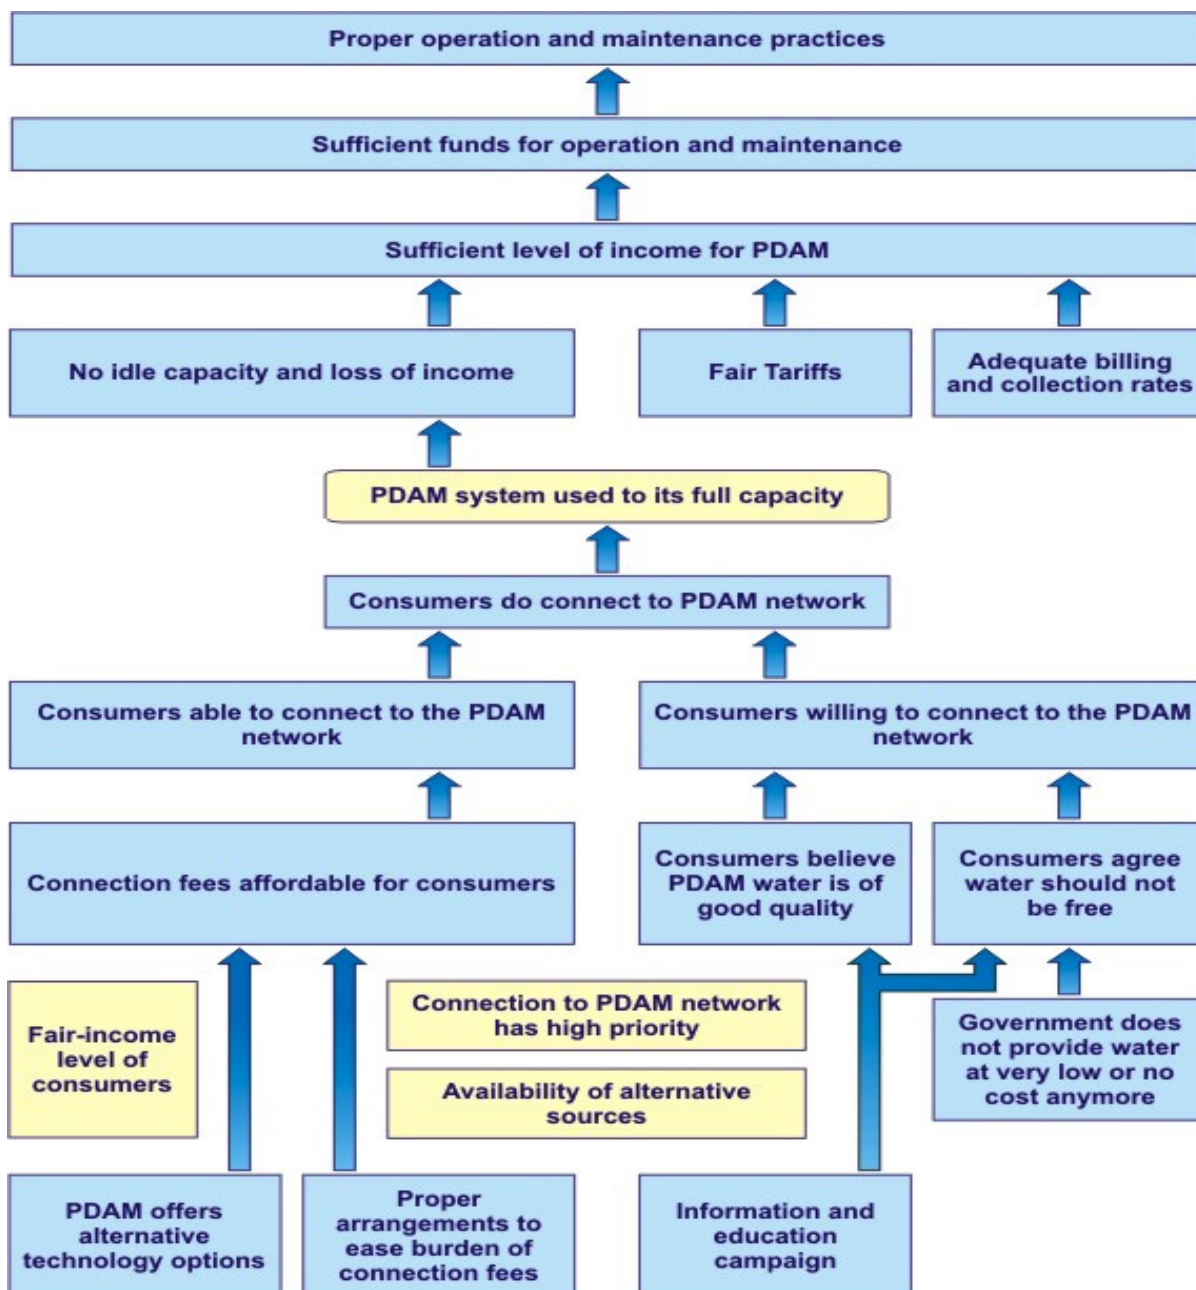 Proper operation and maintenance practices
Sufficient funds for operation and maintenance
Sufficient level of income for PDAM
No idle capacity and loss of income
Fair Tariffs
Adequate billing
and collection rates
PDAM system used to its full capacity
Consumers do connect to PDAM network
Consumers able to connect to the PDAM
network
Consumers willing to connect to the PDAM
network
Connection fees affordable for consumers
Consumers believe
PDAM water is of
good quality
Consumers agree
water should not
be free
Fair-income
level of
consumers
Connection to PDAM network
has high priority
Availability of alternative
sources
Government does
not provide water
at very low or no
cost anymore
PDAM offers
alternative
technology options
Proper
arrangements to
ease burden of
connection fees
Information and
education
campaign